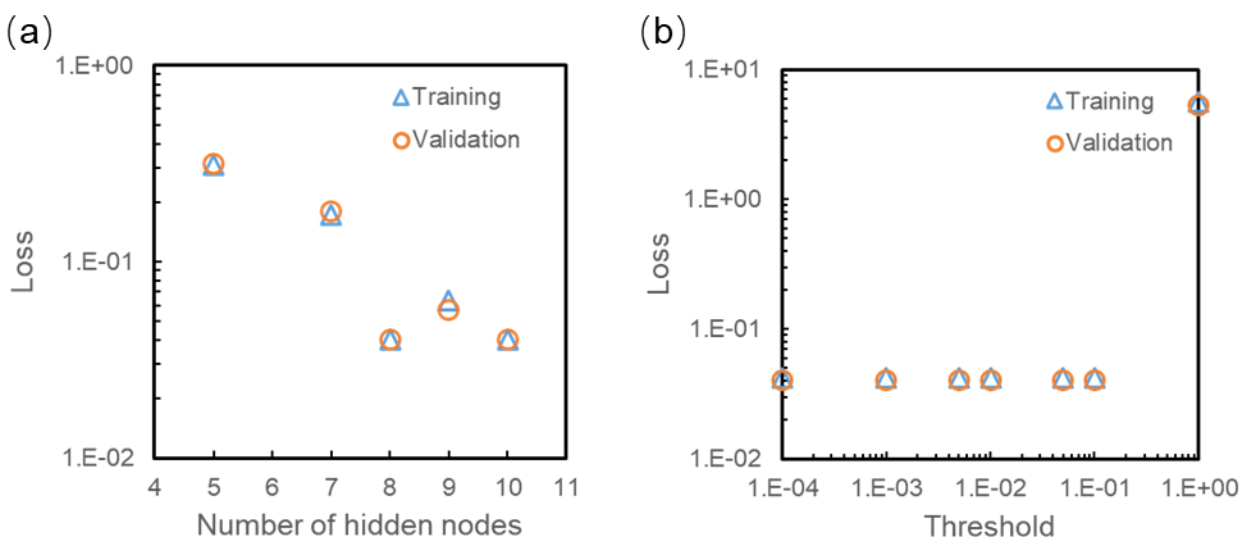 (a)
1.E+00
1.E-01
1.E-02
Loss
Training
Validation
4 5 6 7 8 9 10 11
Number of hidden nodes
(b)
1.E+01
1.E+00
1.E-01
1.E-02
Loss
Training
Validation
1.E-04 1.E-03 1.E-02 1.E-01 1.E+00
Threshold